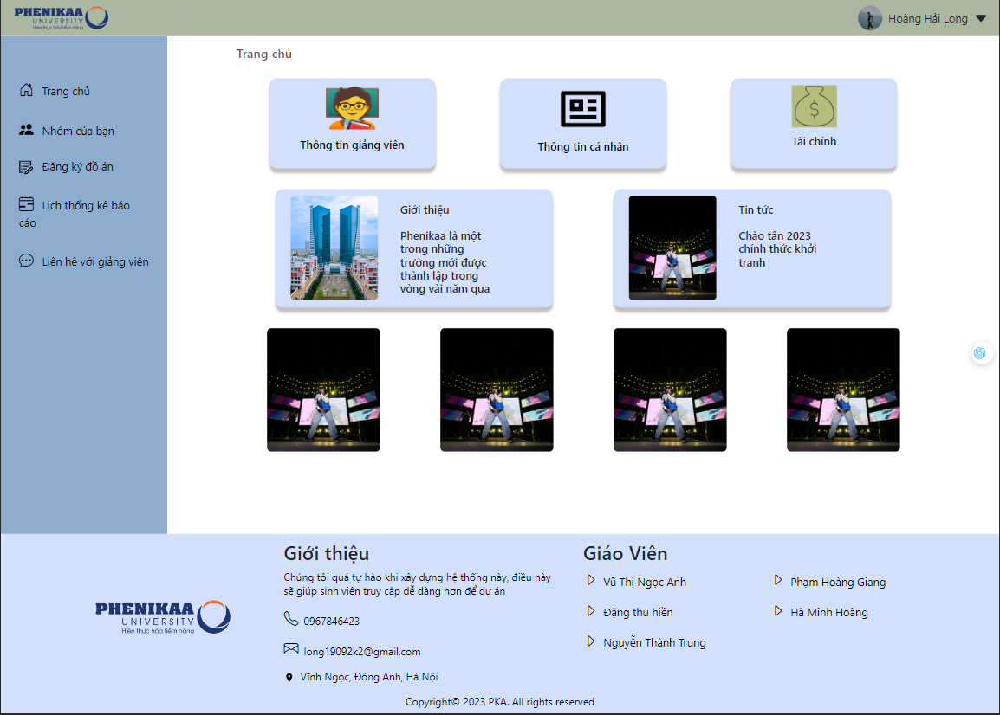 PHENIKAA
UNIVERSITY
Hiện thực hóa tiềm năng
Hoàng Hải Long
Trang chủ
Trang chủ
Nhóm của bạn
Đăng ký đồ án
Lịch thống kê báo
cáo
Liên hệ với giảng viên
Thông tin giảng viên
Thông tin cá nhân
Tài chính
Giới thiệu
Phenikaa là một
trong những
trường mới được
thành lập trong
vòng vài năm qua
Tin tức
Chào tân 2023
chính thức khởi
tranh
PHENIKAA
UNIVERSITY
Hiện thực hóa tiềm năng
Giới thiệu
Chúng tôi quá tự hào khi xây dựng hệ thống này, điều này
sẽ giúp sinh viên truy cập dễ dàng hơn để dự án
0967846423
long19092k2@gmail.com
Vĩnh Ngọc, Đông Anh, Hà Nội
Giáo Viên
Vũ Thị Ngọc Anh
Phạm Hoàng Giang
Đặng thu hiền
Hà Minh Hoàng
Nguyễn Thành Trung
Copyright© 2023 PKA. All rights reserved